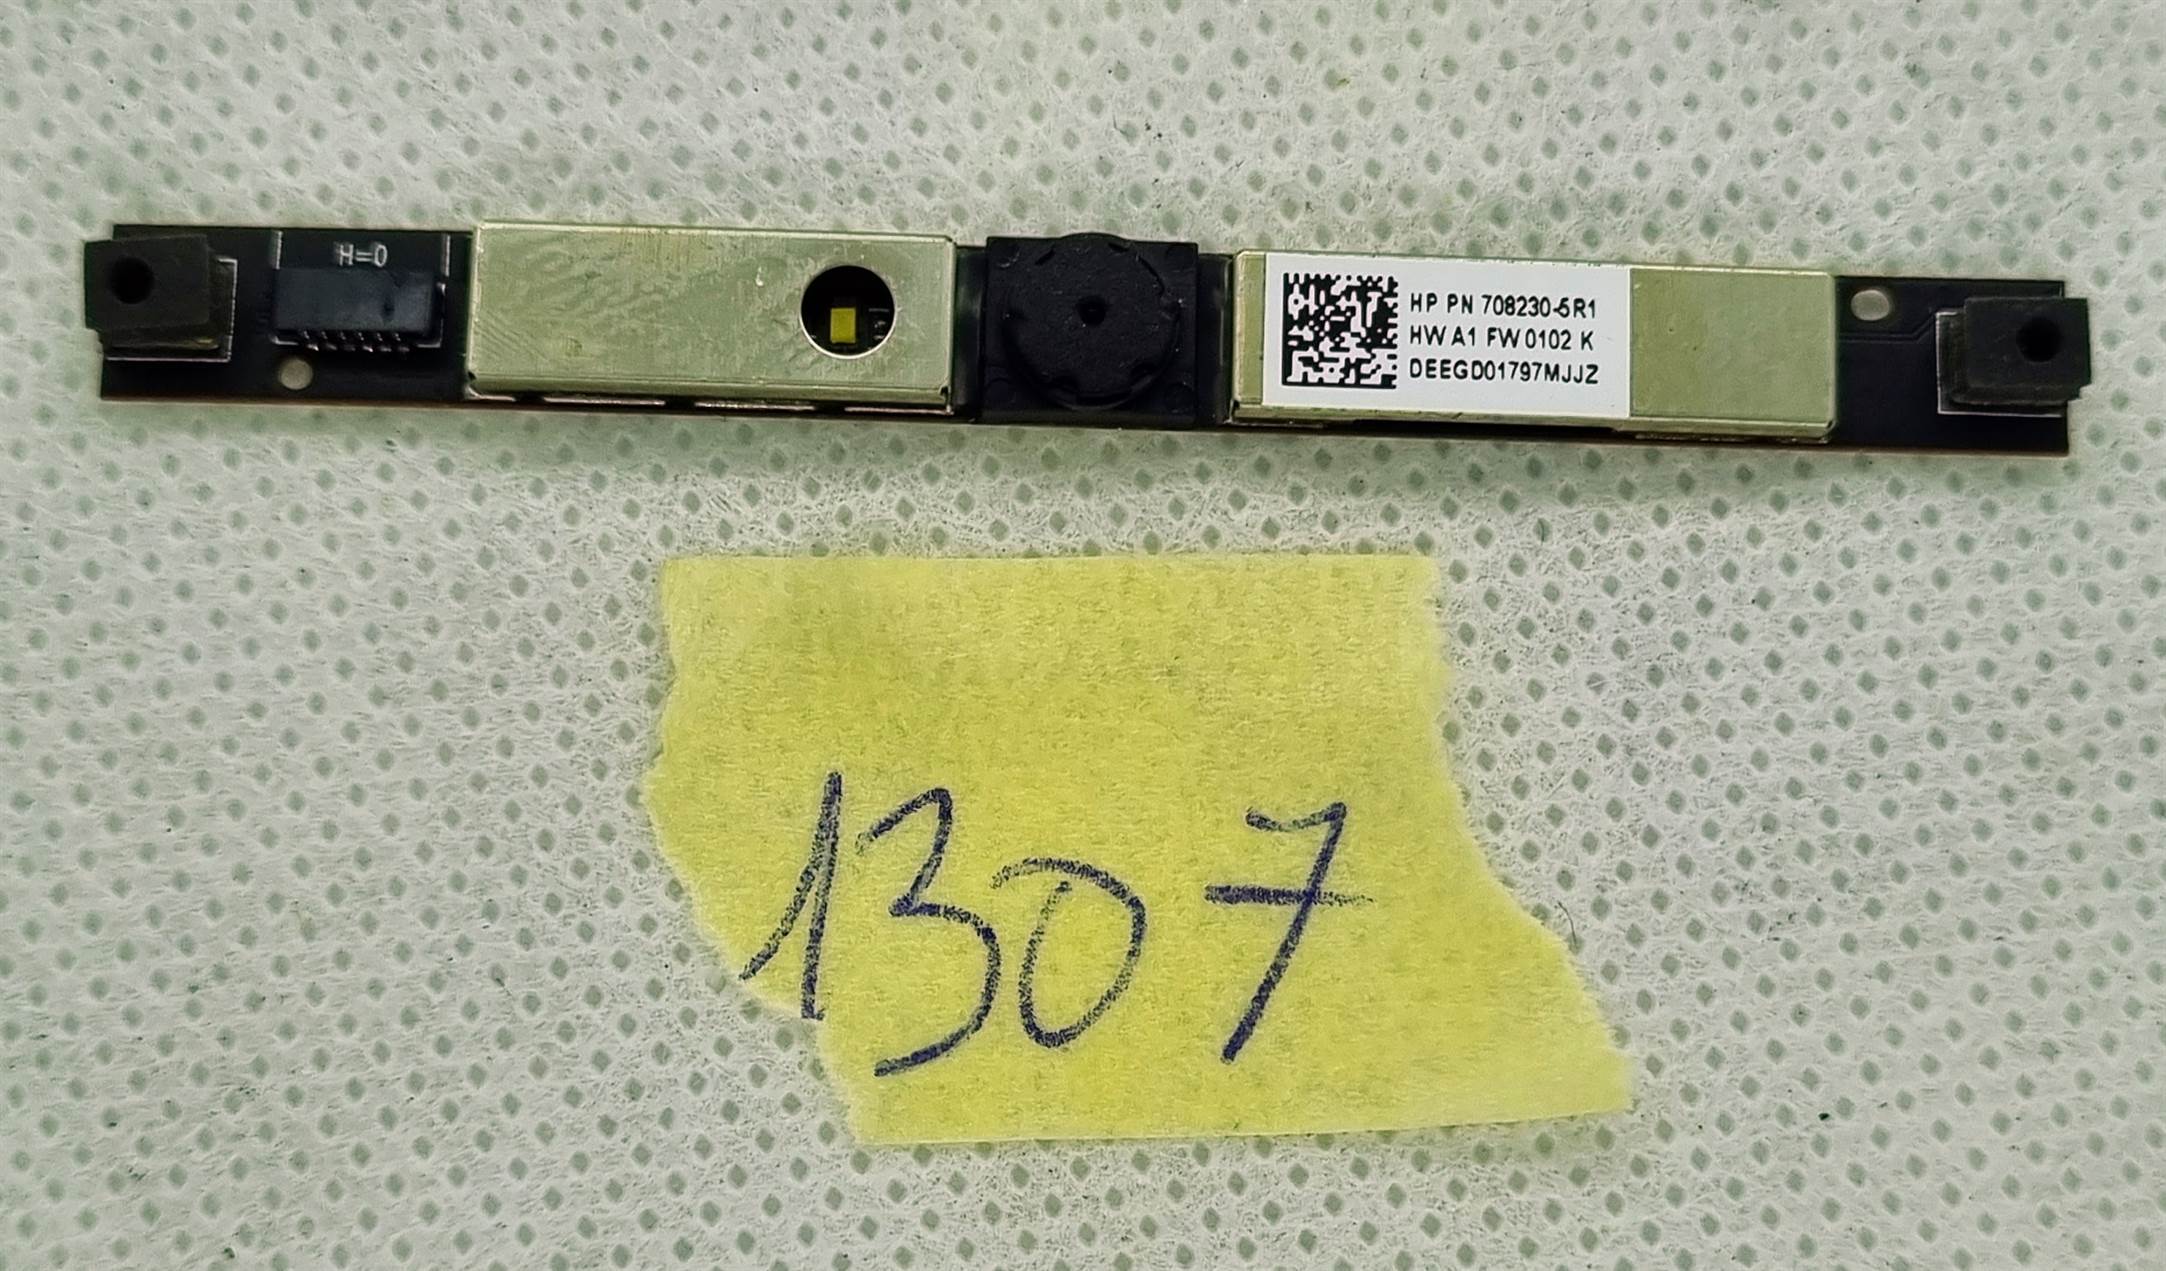 H=0
HP PN 708230-5R1
HW A1 FW 0102 K
DEEGD01797MJJZ
1307